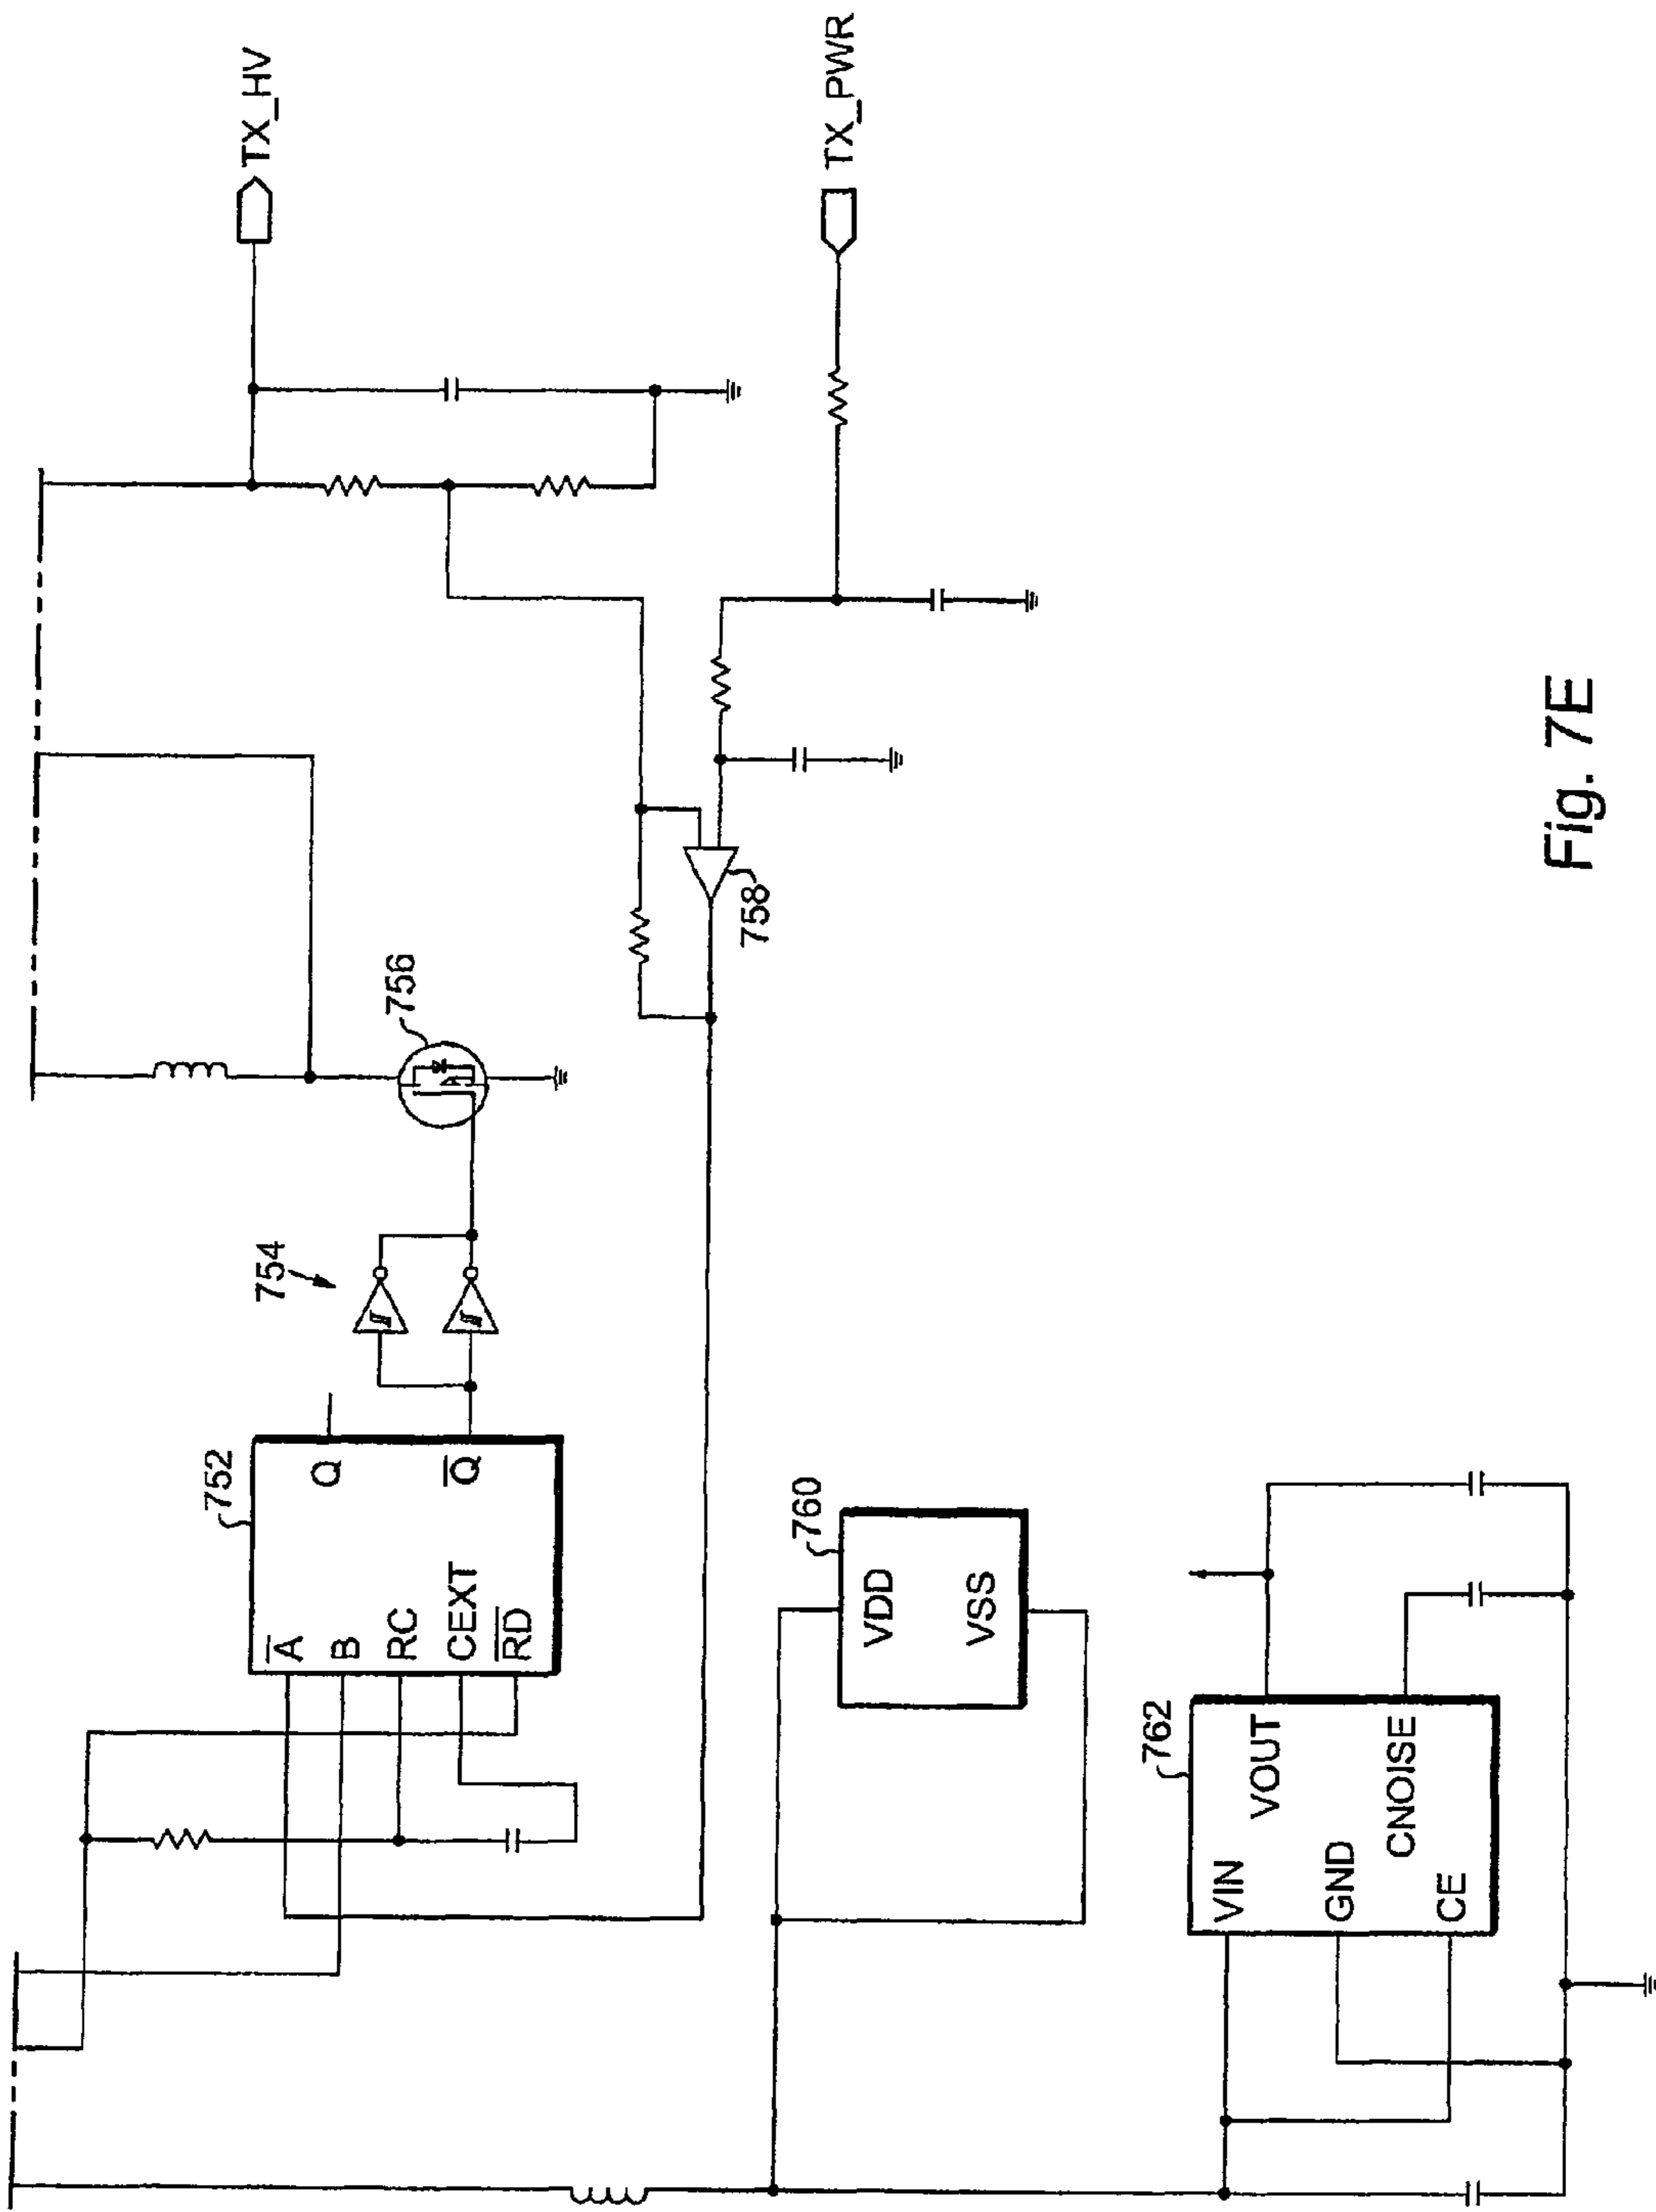 TX_HV
TX_PWR
756
758
754
752
Q
Q̅
A̅
B
RC
CEXT
R̅D̅
760
VDD
VSS
762
VIN
VOUT
GND
CNOISE
CE
Fig. 7E